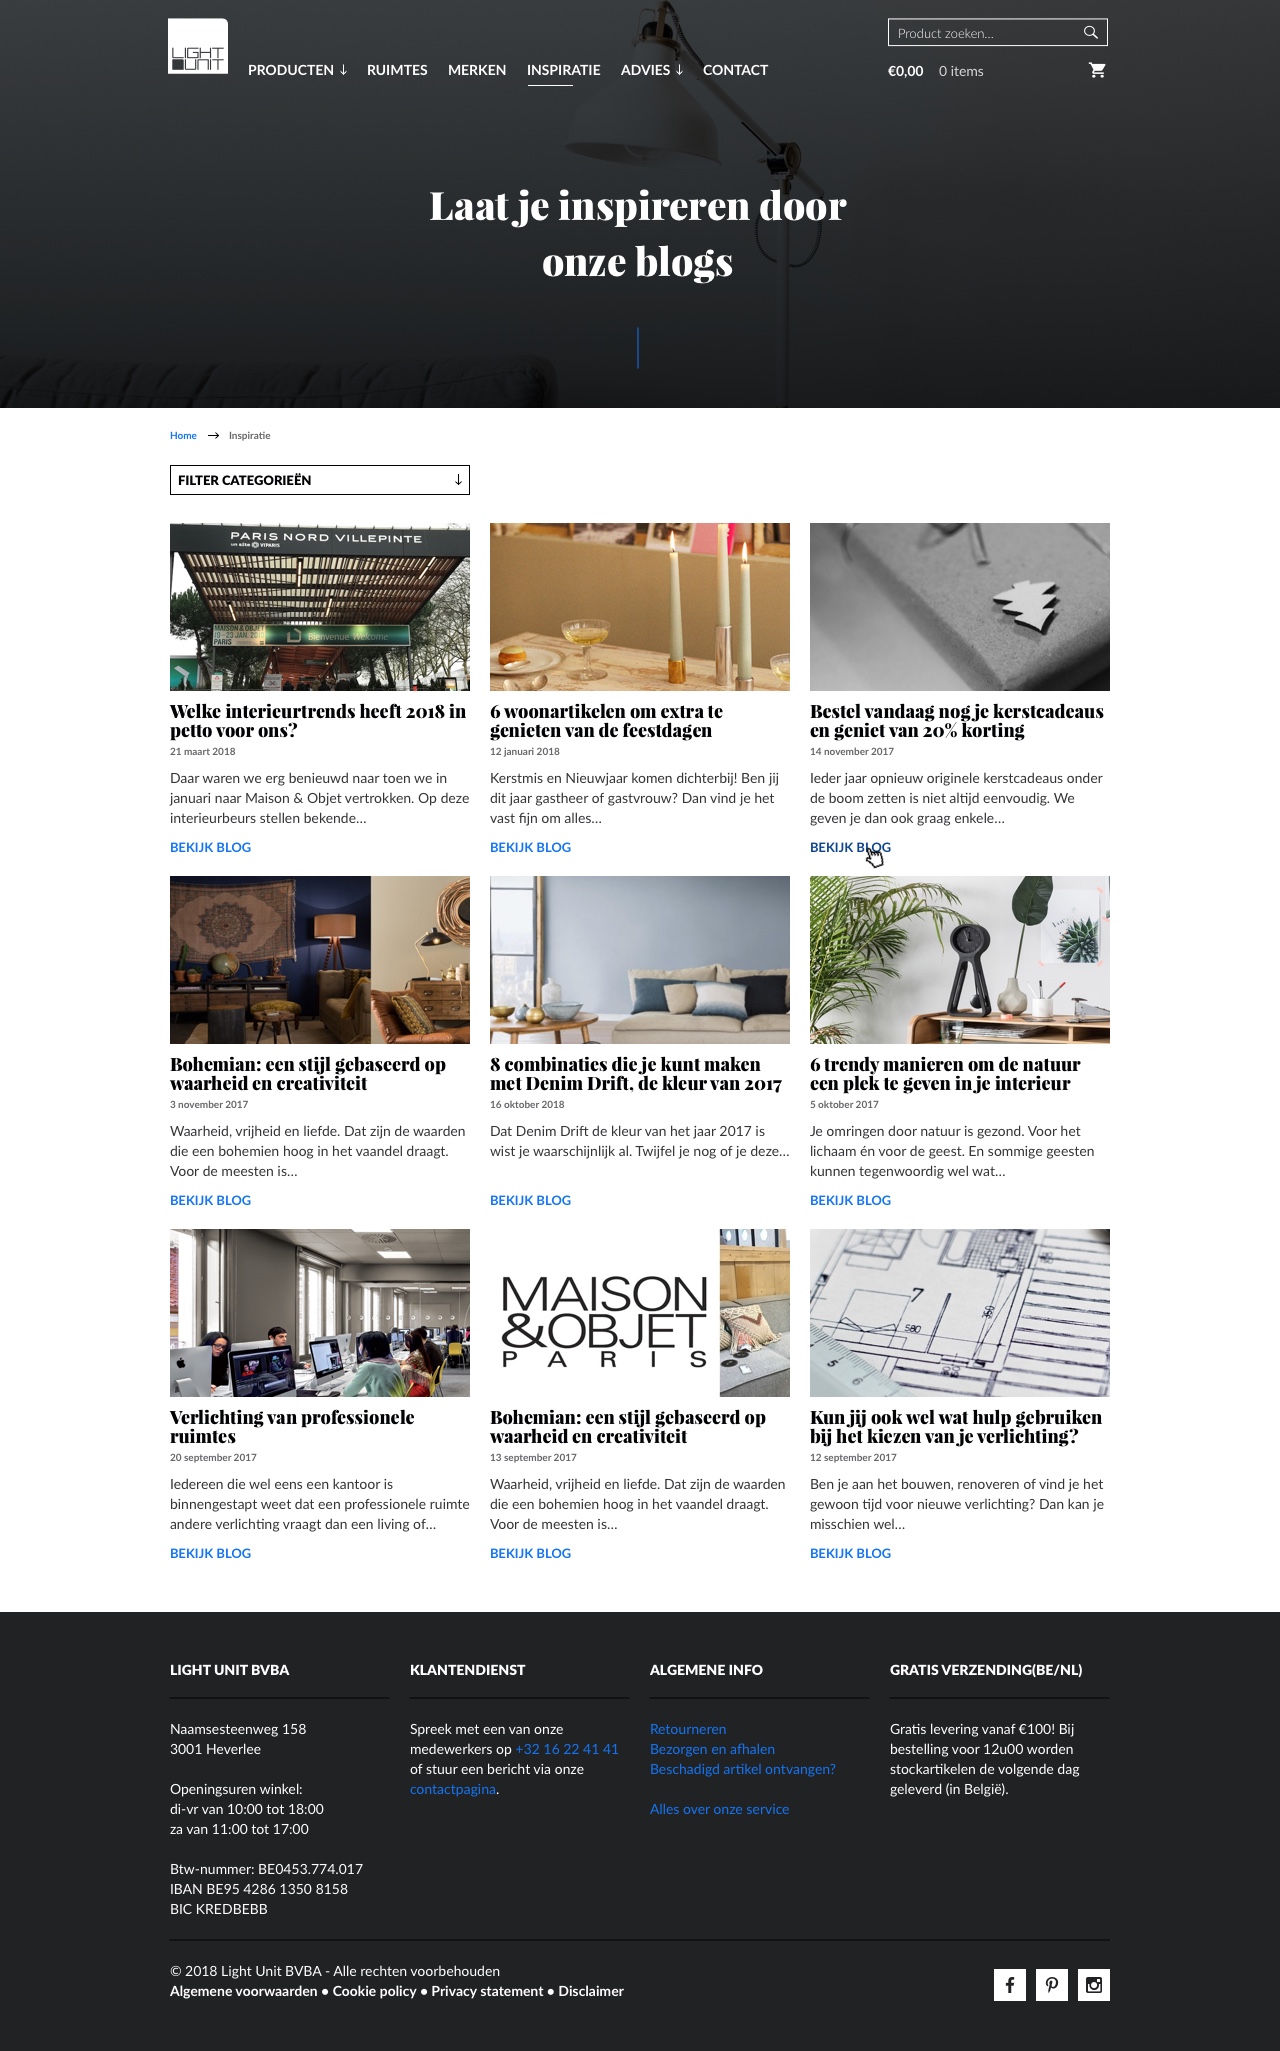 LIGHT
UNIT
PRODUCTEN ↓ RUIMTES MERKEN INSPIRATIE ADVIES ↓ CONTACT
Product zoeken...
€0,00 0 items
Laat je inspireren door
onze blogs
Home → Inspiratie
FILTER CATEGORIEËN ↓
PARIS NORD VILLEPINTE
un site VIPARIS
MAISON & OBJET
19-23 JAN. 20
PARIS
Bienvenue Welcome
Welke interieurtrends heeft 2018 in
petto voor ons?
21 maart 2018
Daar waren we erg benieuwd naar toen we in
januari naar Maison & Objet vertrokken. Op deze
interieurbeurs stellen bekende...
BEKIJK BLOG
6 woonartikelen om extra te
genieten van de feestdagen
12 januari 2018
Kerstmis en Nieuwjaar komen dichterbij! Ben jij
dit jaar gastheer of gastvrouw? Dan vind je het
vast fijn om alles...
BEKIJK BLOG
Bestel vandaag nog je kerstcadeaus
en geniet van 20% korting
14 november 2017
Ieder jaar opnieuw originele kerstcadeaus onder
de boom zetten is niet altijd eenvoudig. We
geven je dan ook graag enkele...
BEKIJK BLOG
Bohemian: een stijl gebaseerd op
waarheid en creativiteit
3 november 2017
Waarheid, vrijheid en liefde. Dat zijn de waarden
die een bohemien hoog in het vaandel draagt.
Voor de meesten is...
BEKIJK BLOG
8 combinaties die je kunt maken
met Denim Drift, de kleur van 2017
16 oktober 2018
Dat Denim Drift de kleur van het jaar 2017 is
wist je waarschijnlijk al. Twijfel je nog of je deze...
BEKIJK BLOG
6 trendy manieren om de natuur
een plek te geven in je interieur
5 oktober 2017
Je omringen door natuur is gezond. Voor het
lichaam én voor de geest. En sommige geesten
kunnen tegenwoordig wel wat...
BEKIJK BLOG
Verlichting van professionele
ruimtes
20 september 2017
Iedereen die wel eens een kantoor is
binnengestapt weet dat een professionele ruimte
andere verlichting vraagt dan een living of...
BEKIJK BLOG
MAISON
&OBJET
PARIS
Bohemian: een stijl gebaseerd op
waarheid en creativiteit
13 september 2017
Waarheid, vrijheid en liefde. Dat zijn de waarden
die een bohemien hoog in het vaandel draagt.
Voor de meesten is...
BEKIJK BLOG
7
580
5
6
Kun jij ook wel wat hulp gebruiken
bij het kiezen van je verlichting?
12 september 2017
Ben je aan het bouwen, renoveren of vind je het
gewoon tijd voor nieuwe verlichting? Dan kan je
misschien wel...
BEKIJK BLOG
LIGHT UNIT BVBA
Naamsesteenweg 158
3001 Heverlee
Openingsuren winkel:
di-vr van 10:00 tot 18:00
za van 11:00 tot 17:00
Btw-nummer: BE0453.774.017
IBAN BE95 4286 1350 8158
BIC KREDBEBB
KLANTENDIENST
Spreek met een van onze
medewerkers op +32 16 22 41 41
of stuur een bericht via onze
contactpagina.
ALGEMENE INFO
Retourneren
Bezorgen en afhalen
Beschadigd artikel ontvangen?
Alles over onze service
GRATIS VERZENDING(BE/NL)
Gratis levering vanaf €100! Bij
bestelling voor 12u00 worden
stockartikelen de volgende dag
geleverd (in België).
© 2018 Light Unit BVBA - Alle rechten voorbehouden
Algemene voorwaarden • Cookie policy • Privacy statement • Disclaimer